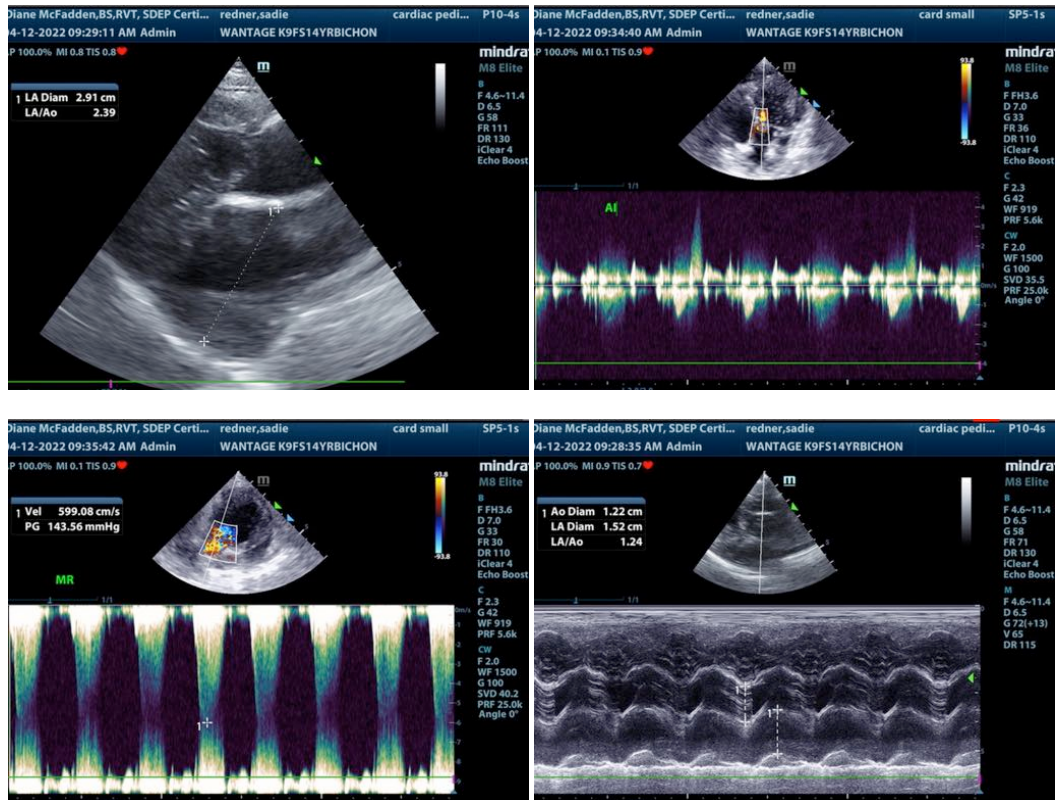 Diane McFadden,BS,RVT, SDEP Certi... redner,sadie cardiac pedi... P10-4s
04-12-2022 09:29:11 AM Admin WANTAGE K9FS14YRBICHON
P 100.0% MI 0.8 TIS 0.8
mindra
M8 Elite
1 LA Diam 2.91 cm
LA/Ao 2.39
m
B
F 4.6~11.4
D 6.5
G 58
FR 111
DR 130
iClear 4
Echo Boost
5
Diane McFadden,BS,RVT, SDEP Certi... redner,sadie card small SP5-1s
04-12-2022 09:34:40 AM Admin WANTAGE K9FS14YRBICHON
P 100.0% MI 0.1 TIS 0.9
mindra
M8 Elite
93.8
-93.8
m
B
F FH3.6
D 7.0
G 33
FR 36
DR 110
iClear 4
Echo Boost
C
F 2.3
G 42
WF 919
PRF 5.6k
CW
F 2.0
WF 1500
G 100
SVD 35.5
PRF 25.0k
Angle 0°
1/1
AI
Diane McFadden,BS,RVT, SDEP Certi... redner,sadie card small SP5-1s
04-12-2022 09:35:42 AM Admin WANTAGE K9FS14YRBICHON
P 100.0% MI 0.1 TIS 0.9
mindra
M8 Elite
1 Vel 599.08 cm/s
PG 143.56 mmHg
93.8
-93.8
m
MR
1/1
B
F FH3.6
D 7.0
G 33
FR 30
DR 110
iClear 4
Echo Boost
C
F 2.3
G 42
WF 919
PRF 5.6k
CW
F 2.0
WF 1500
G 100
SVD 40.2
PRF 25.0k
Angle 0°
Diane McFadden,BS,RVT, SDEP Certi... redner,sadie cardiac pedi... P10-4s
04-12-2022 09:28:35 AM Admin WANTAGE K9FS14YRBICHON
P 100.0% MI 0.9 TIS 0.7
mindra
M8 Elite
1 Ao Diam 1.22 cm
LA Diam 1.52 cm
LA/Ao 1.24
m
1/1
B
F 4.6~11.4
D 6.5
G 58
FR 71
DR 130
iClear 4
Echo Boost
M
F 4.6~11.4
D 6.5
G 72(+13)
V 65
DR 115